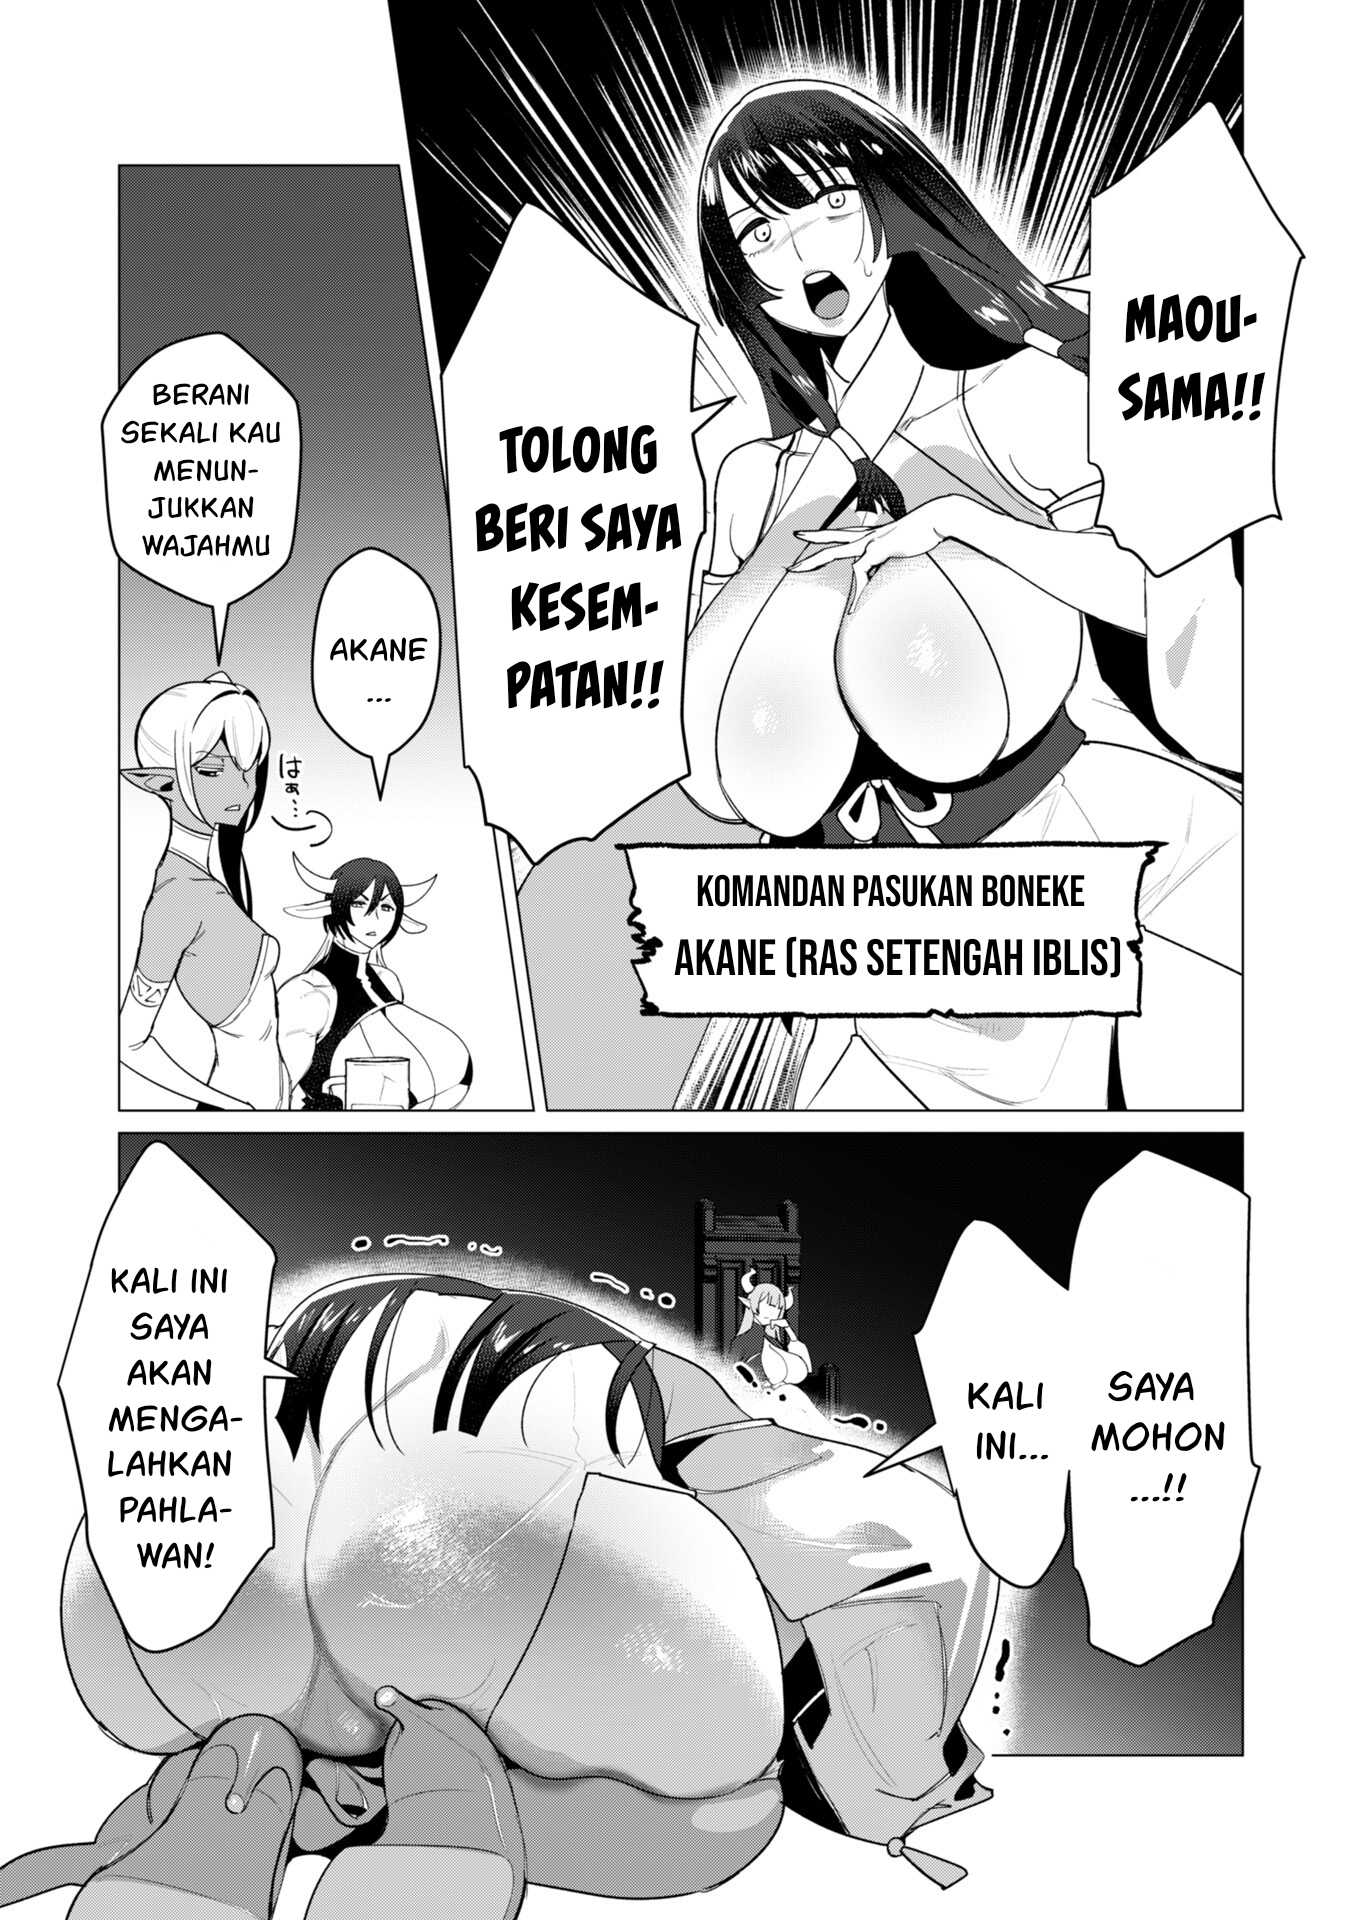 MAOU-
SAMA!!
TOLONG
BERI SAYA
KESEM-
PATAN!!
KOMANDAN PASUKAN BONEKE
AKANE (RAS SETENGAH IBLIS)
AKANE
...
はぁ...
BERANI
SEKALI KAU
MENUN-
JUKKAN
WAJAHMU
SAYA
MOHON
...!!
KALI
INI...
KALI INI
SAYA
AKAN
MENGA-
LAHKAN
PAHLA-
WAN!